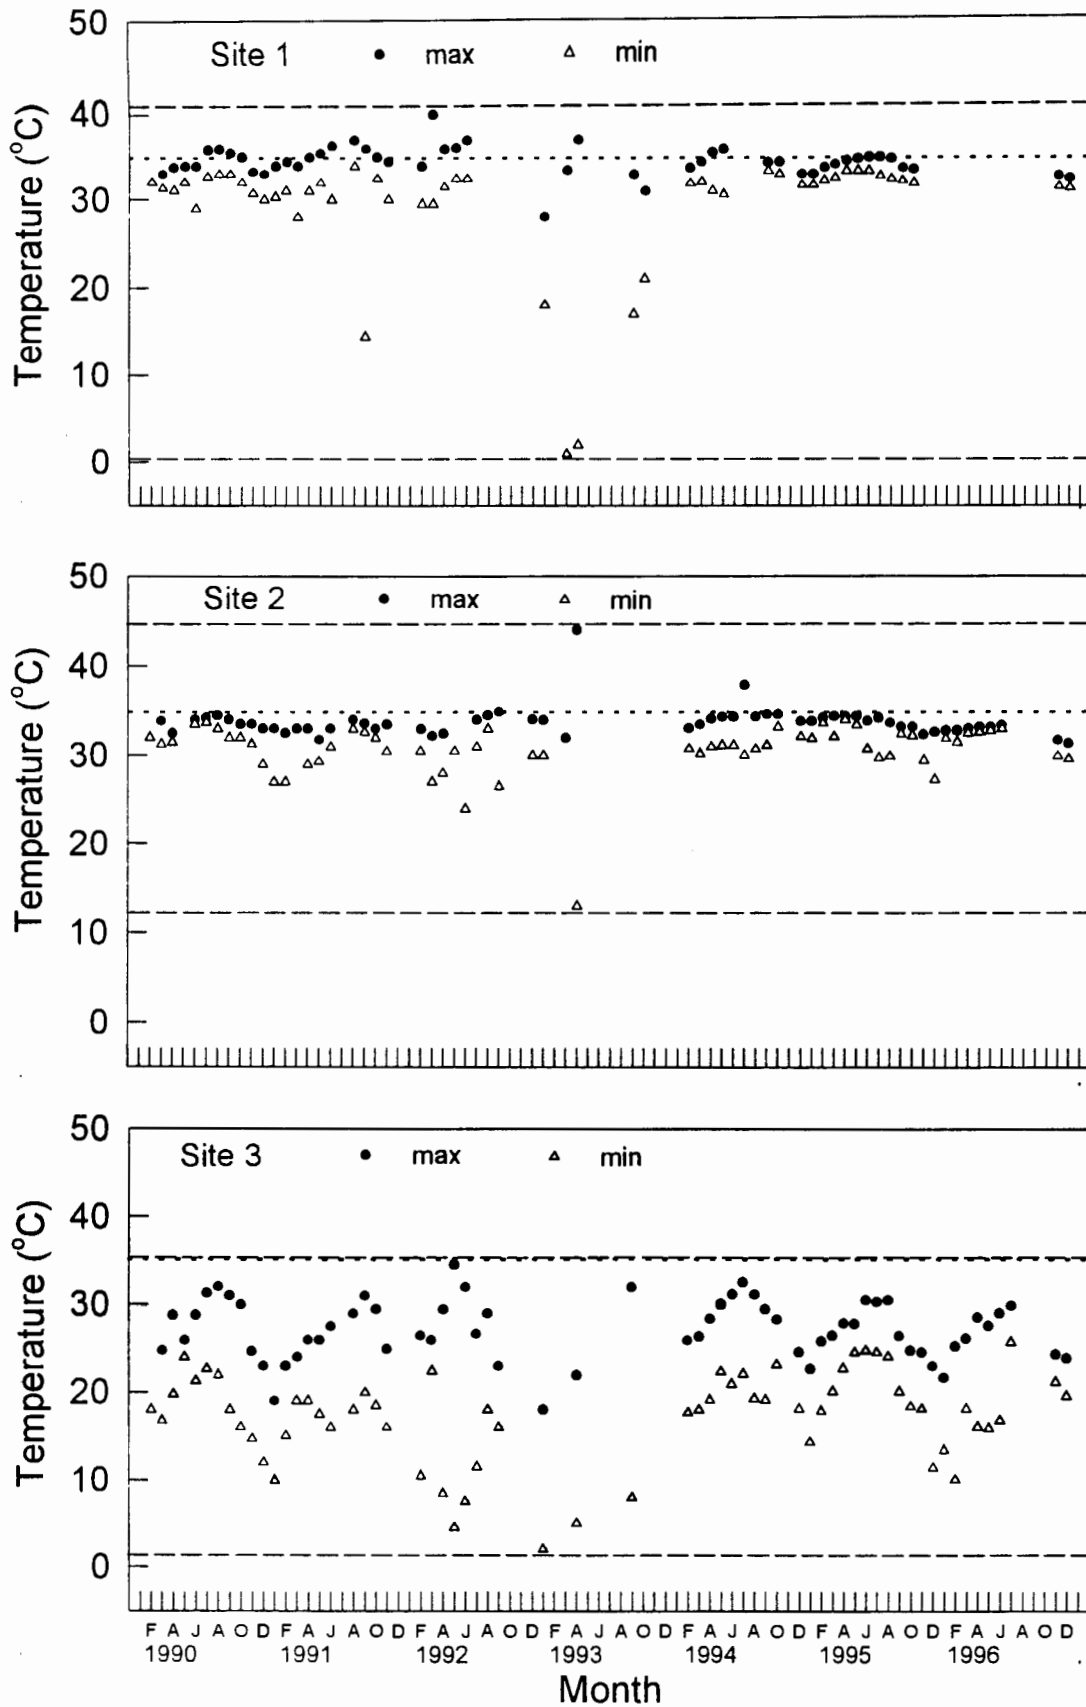 50
Site 1 max min
40
30
20
10
0
Temperature (°C)
50
Site 2 max min
40
30
20
10
0
Temperature (°C)
50
Site 3 max min
40
30
20
10
0
Temperature (°C)
F A J A O D F A J A O D F A J A O D F A J A O D F A J A O D F A J A O D F A J A O D
1990 1991 1992 1993 1994 1995 1996
Month